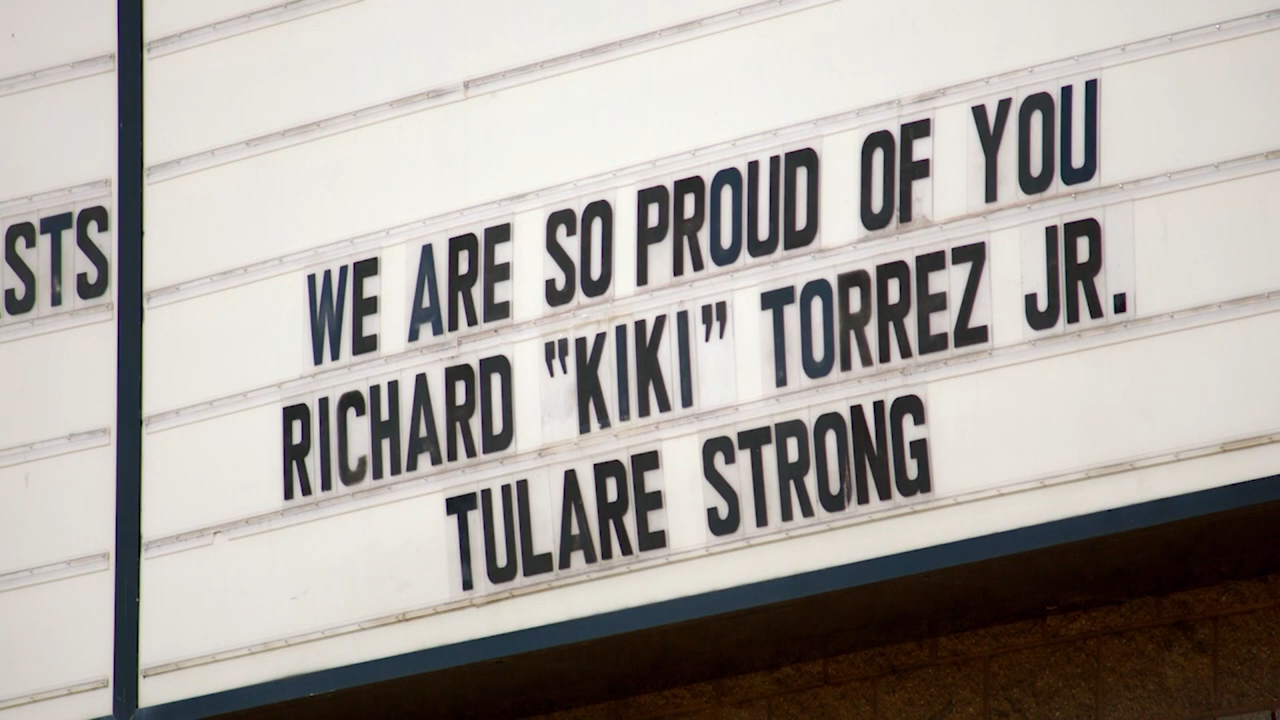 STS
WE ARE SO PROUD OF YOU
RICHARD "KIKI" TORREZ JR.
TULARE STRONG